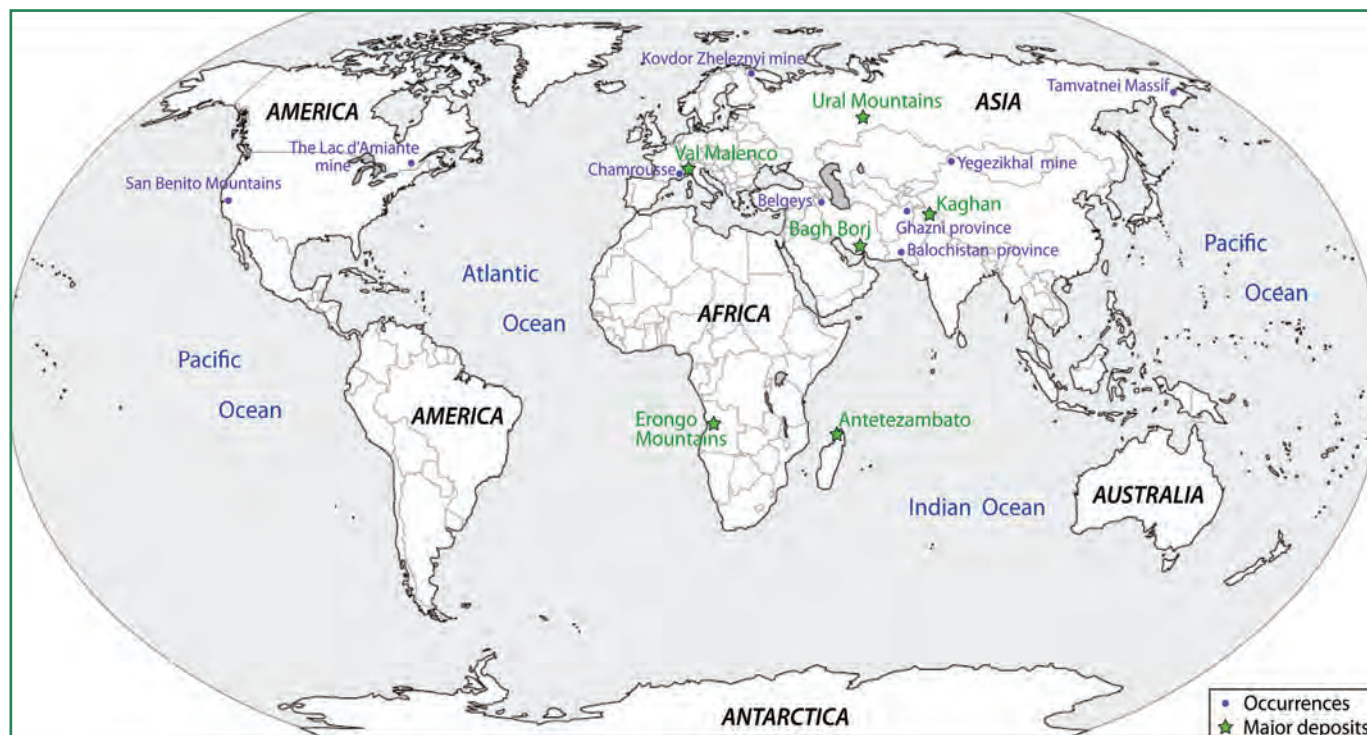 Kovdor Zheleznyi mine
Tamvatnei Massif
Ural Mountains
ASIA
AMERICA
The Lac d'Amiante
mine
Val Malenco
Chamrousse
Yegezikhal mine
San Benito Mountains
Belgeys
Kaghan
Ghazni province
Bagh Borj
Balochistan province
Pacific
Ocean
Atlantic
Ocean
AFRICA
Pacific
Ocean
AMERICA
Erongo
Mountains
Antetezambato
AUSTRALIA
Indian Ocean
ANTARCTICA
Occurrences
Major deposits